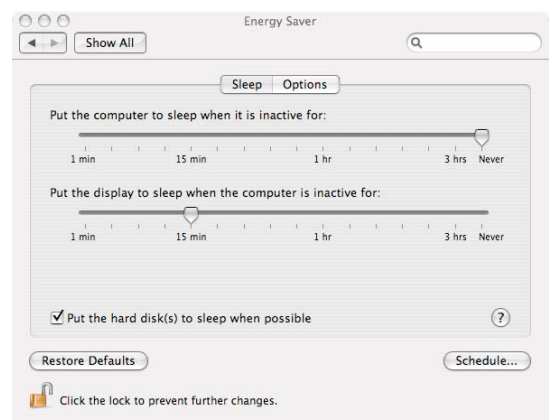 Energy Saver
Show All
Sleep Options
Put the computer to sleep when it is inactive for:
1 min 15 min 1 hr 3 hrs Never
Put the display to sleep when the computer is inactive for:
1 min 15 min 1 hr 3 hrs Never
Put the hard disk(s) to sleep when possible ?
Restore Defaults Schedule...
Click the lock to prevent further changes.